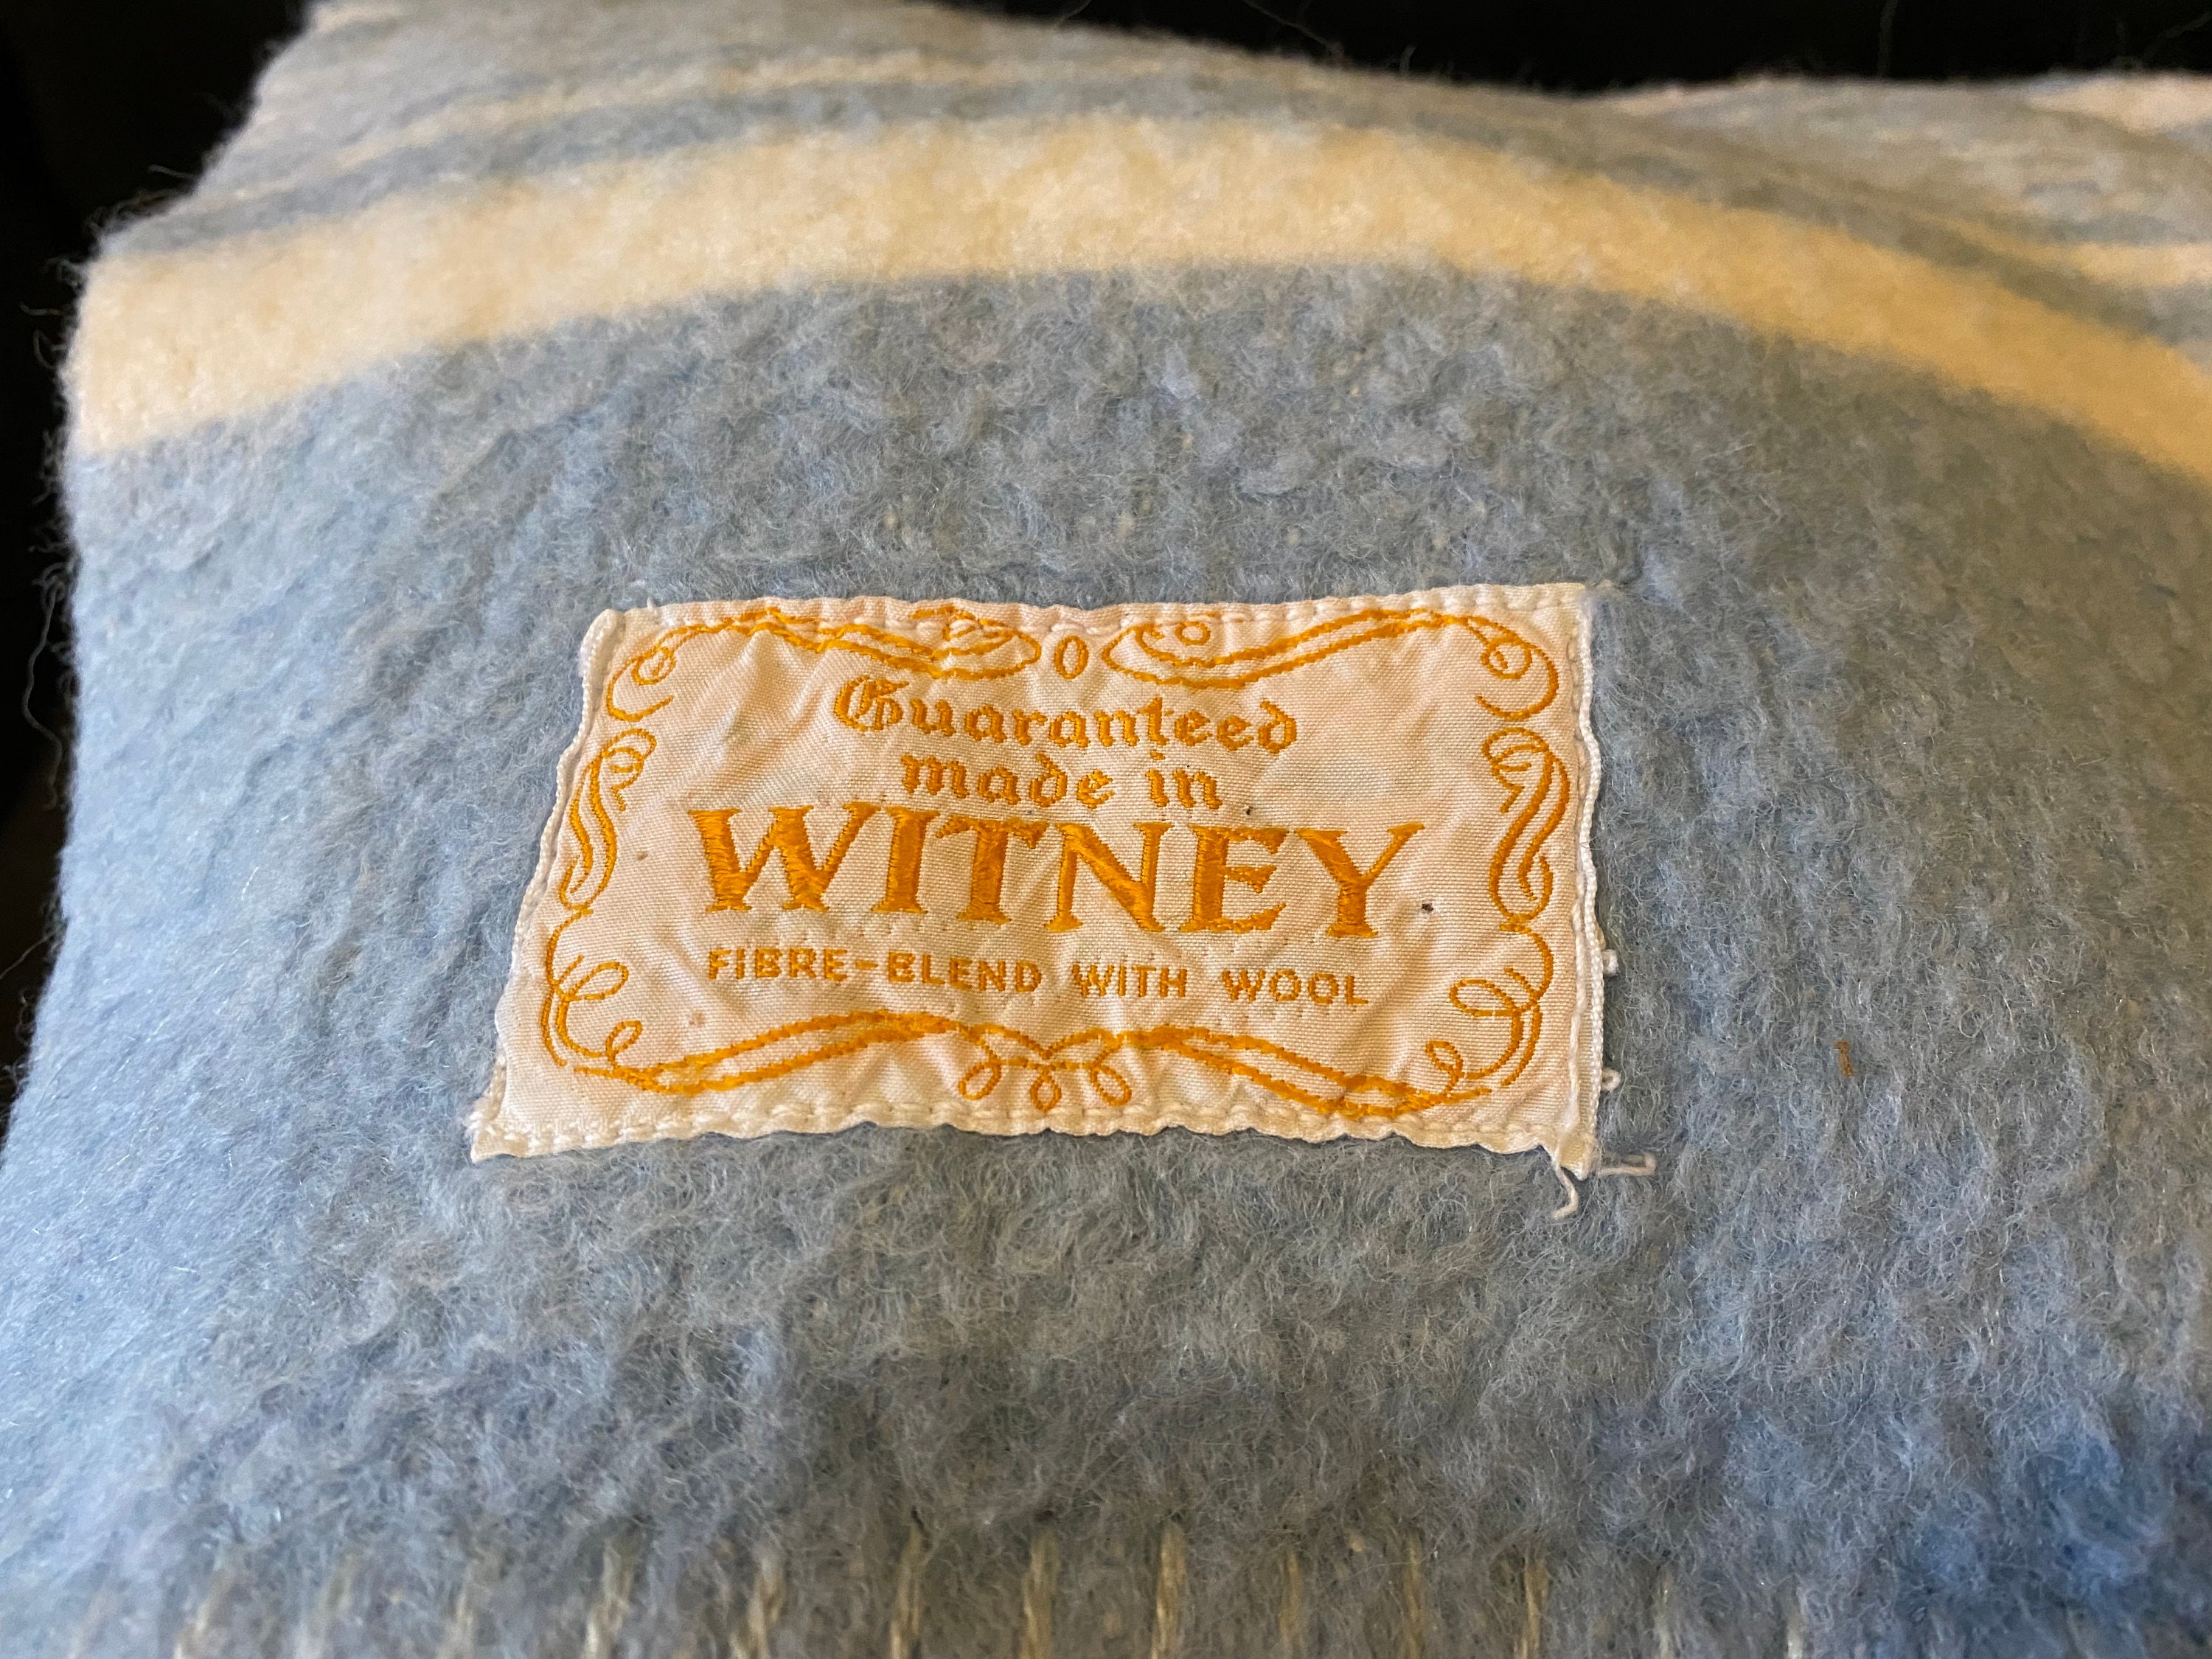 Guaranteed
made in
WITNEY
FIBRE-BLEND WITH WOOL